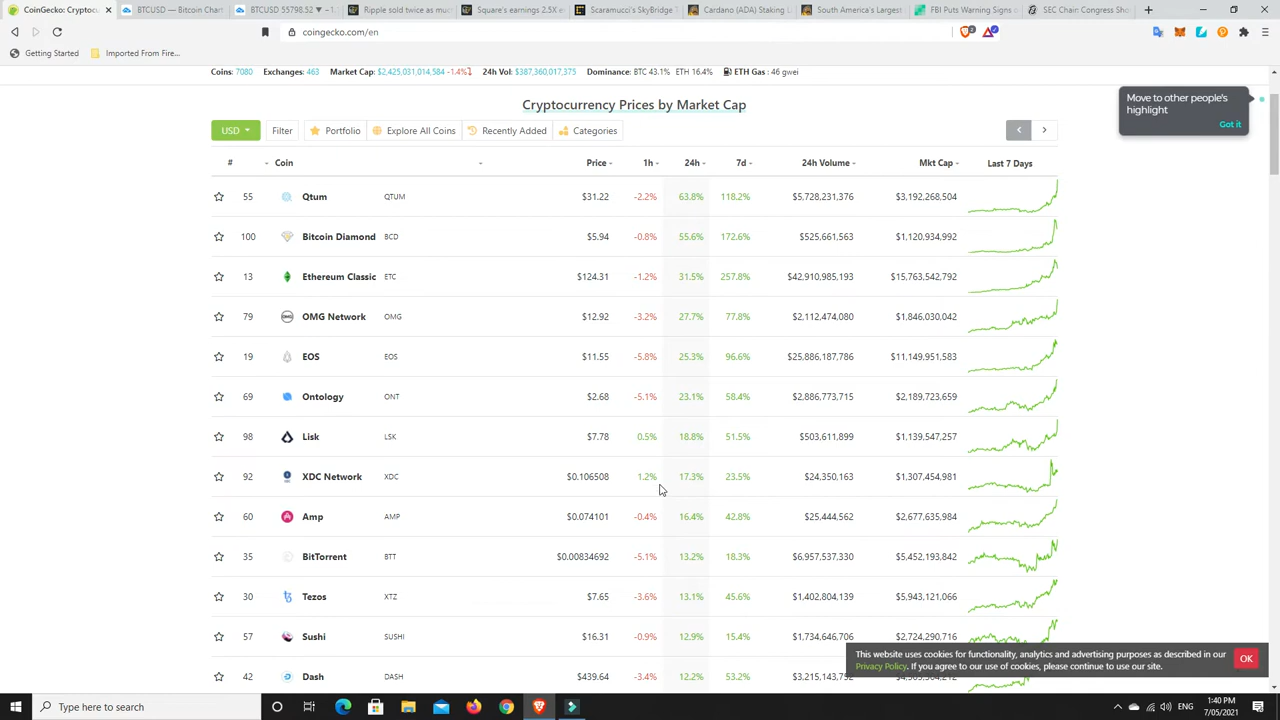 CoinGecko: Cryptocu
BTCUSD — Bitcoin Chart
BTCUSD 55798.52 ▼ −1
Ripple sold twice as muc
Square's earnings 2.5X e
Scaramucci's SkyBridge T
Cardano (ADA) Staking L
South America's Largest
FBI Puts Warning Signs o
SEC Chair: Congress Sho
coingecko.com/en
Getting Started
Imported From Fire...
Coins: 7080 Exchanges: 463 Market Cap: $2,425,031,014,584 -1.4% 24h Vol: $387,360,017,375 Dominance: BTC 43.1% ETH 16.4% ETH Gas: 46 gwei
Cryptocurrency Prices by Market Cap
Move to other people's
highlight
Got it
USD Filter Portfolio Explore All Coins Recently Added Categories
# Coin Price 1h 24h 7d 24h Volume Mkt Cap Last 7 Days
55 Qtum QTUM $31.22 -2.2% 63.8% 118.2% $5,728,231,376 $3,192,268,504
100 Bitcoin Diamond BCD $5.94 -0.8% 55.6% 172.6% $525,661,563 $1,120,934,992
13 Ethereum Classic ETC $124.31 -1.2% 31.5% 257.8% $42,910,985,193 $15,763,542,792
79 OMG Network OMG $12.92 -3.2% 27.7% 77.8% $2,112,474,080 $1,846,030,042
19 EOS EOS $11.55 -5.8% 25.3% 96.6% $25,886,187,786 $11,149,951,583
69 Ontology ONT $2.68 -5.1% 23.1% 58.4% $2,886,773,715 $2,189,723,659
98 Lisk LSK $7.78 0.5% 18.8% 51.5% $503,611,899 $1,139,547,257
92 XDC Network XDC $0.106508 1.2% 17.3% 23.5% $24,350,163 $1,307,454,981
60 Amp AMP $0.074101 -0.4% 16.4% 42.8% $25,444,562 $2,677,635,984
35 BitTorrent BTT $0.00834692 -5.1% 13.2% 18.3% $6,957,537,330 $5,452,193,842
30 Tezos XTZ $7.65 -3.6% 13.1% 45.6% $1,402,804,139 $5,943,121,066
57 Sushi SUSHI $16.31 -0.9% 12.9% 15.4% $1,734,646,706 $2,724,290,716
42 Dash DASH $439.64 -3.4% 12.2% 53.2%
This website uses cookies for functionality, analytics and advertising purposes as described in our
Privacy Policy. If you agree to our use of cookies, please continue to use our site.
OK
Type here to search
ENG
1:40 PM
7/05/2021